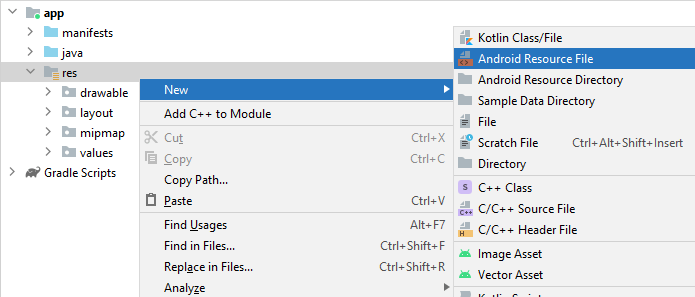 app
manifests
java
res
drawable
layout
mipmap
values
Gradle Scripts
New
Add C++ to Module
Cut Ctrl+X
Copy Ctrl+C
Copy Path...
Paste Ctrl+V
Find Usages Alt+F7
Find in Files... Ctrl+Shift+F
Replace in Files... Ctrl+Shift+R
Analyze
Kotlin Class/File
Android Resource File
Android Resource Directory
Sample Data Directory
File
Scratch File Ctrl+Alt+Shift+Insert
Directory
S C++ Class
C++ C/C++ Source File
C++ C/C++ Header File
Image Asset
Vector Asset
Kotlin Script